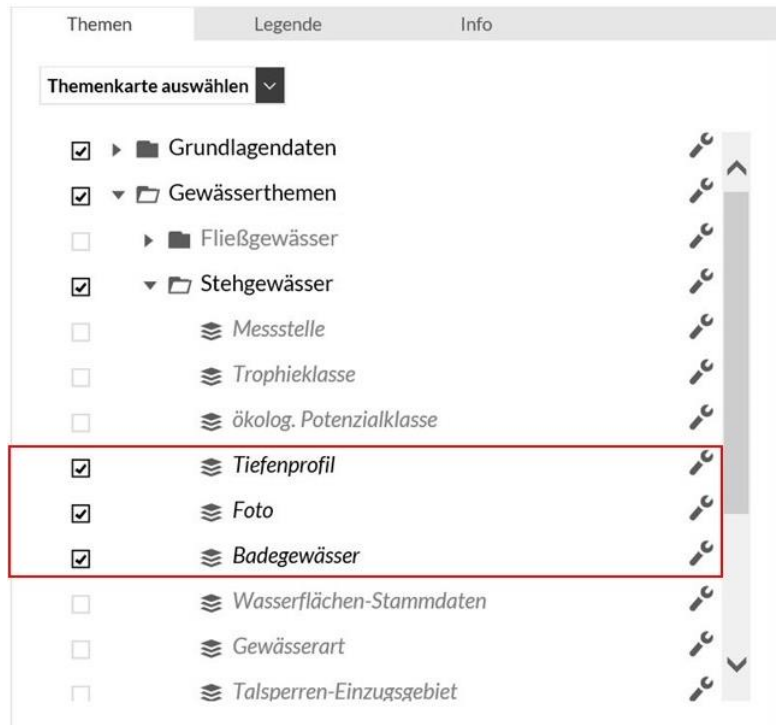 Themen Legende Info
Themenkarte auswählen
Grundlagendaten
Gewässerthemen
Fließgewässer
Stehgewässer
Messstelle
Trophieklasse
ökolog. Potenzialklasse
Tiefenprofil
Foto
Badegewässer
Wasserflächen-Stammdaten
Gewässerart
Talsperren-Einzugsgebiet